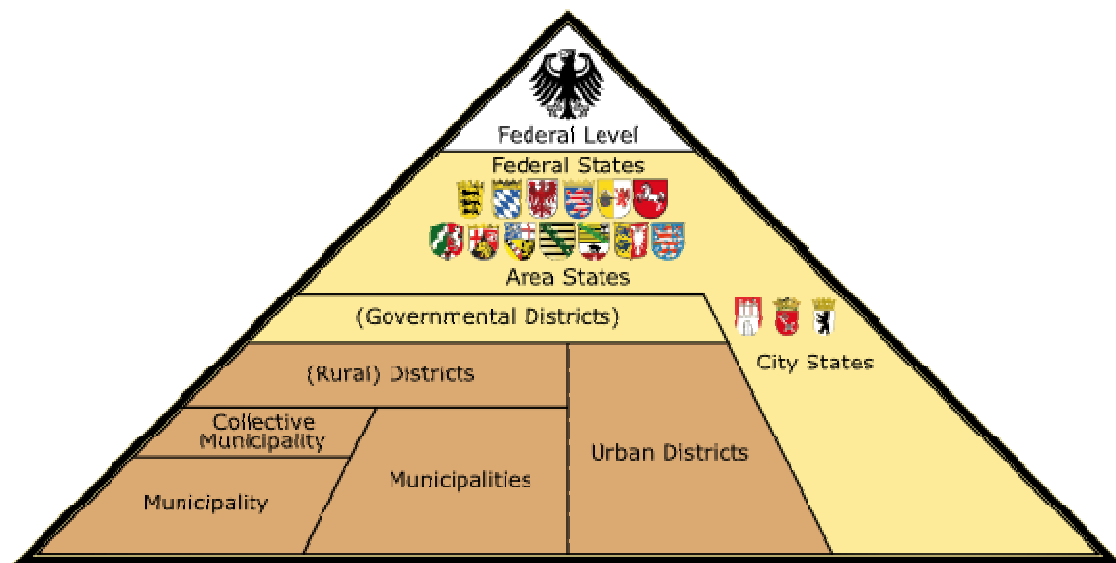 Federal Level
Federal States
Area States
(Governmental Districts)
City States
(Rural) Districts
Collective
Municipality
Urban Districts
Municipalities
Municipality